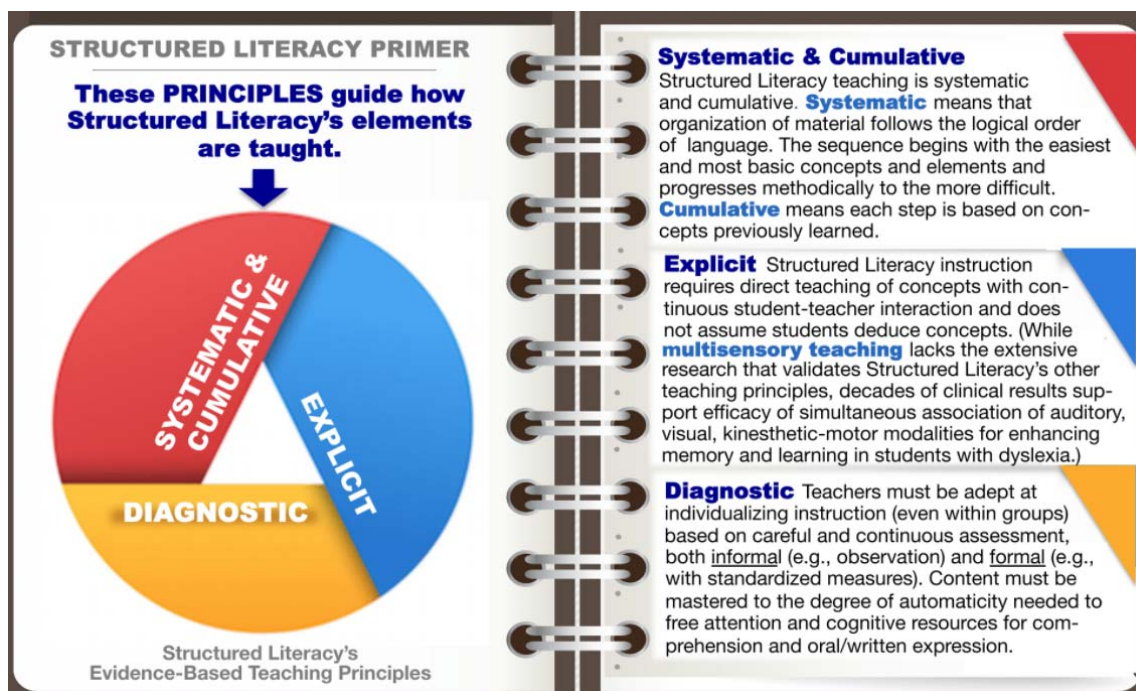 STRUCTURED LITERACY PRIMER
These PRINCIPLES guide how
Structured Literacy's elements
are taught.
SYSTEMATIC &
CUMULATIVE
EXPLICIT
DIAGNOSTIC
Structured Literacy's
Evidence-Based Teaching Principles
Systematic & Cumulative
Structured Literacy teaching is systematic
and cumulative. Systematic means that
organization of material follows the logical order
of language. The sequence begins with the easiest
and most basic concepts and elements and
progresses methodically to the more difficult.
Cumulative means each step is based on con-
cepts previously learned.
Explicit Structured Literacy instruction
requires direct teaching of concepts with con-
tinuous student-teacher interaction and does
not assume students deduce concepts. (While
multisensory teaching lacks the extensive
research that validates Structured Literacy's other
teaching principles, decades of clinical results sup-
port efficacy of simultaneous association of auditory,
visual, kinesthetic-motor modalities for enhancing
memory and learning in students with dyslexia.)
Diagnostic Teachers must be adept at
individualizing instruction (even within groups)
based on careful and continuous assessment,
both informal (e.g., observation) and formal (e.g.,
with standardized measures). Content must be
mastered to the degree of automaticity needed to
free attention and cognitive resources for com-
prehension and oral/written expression.